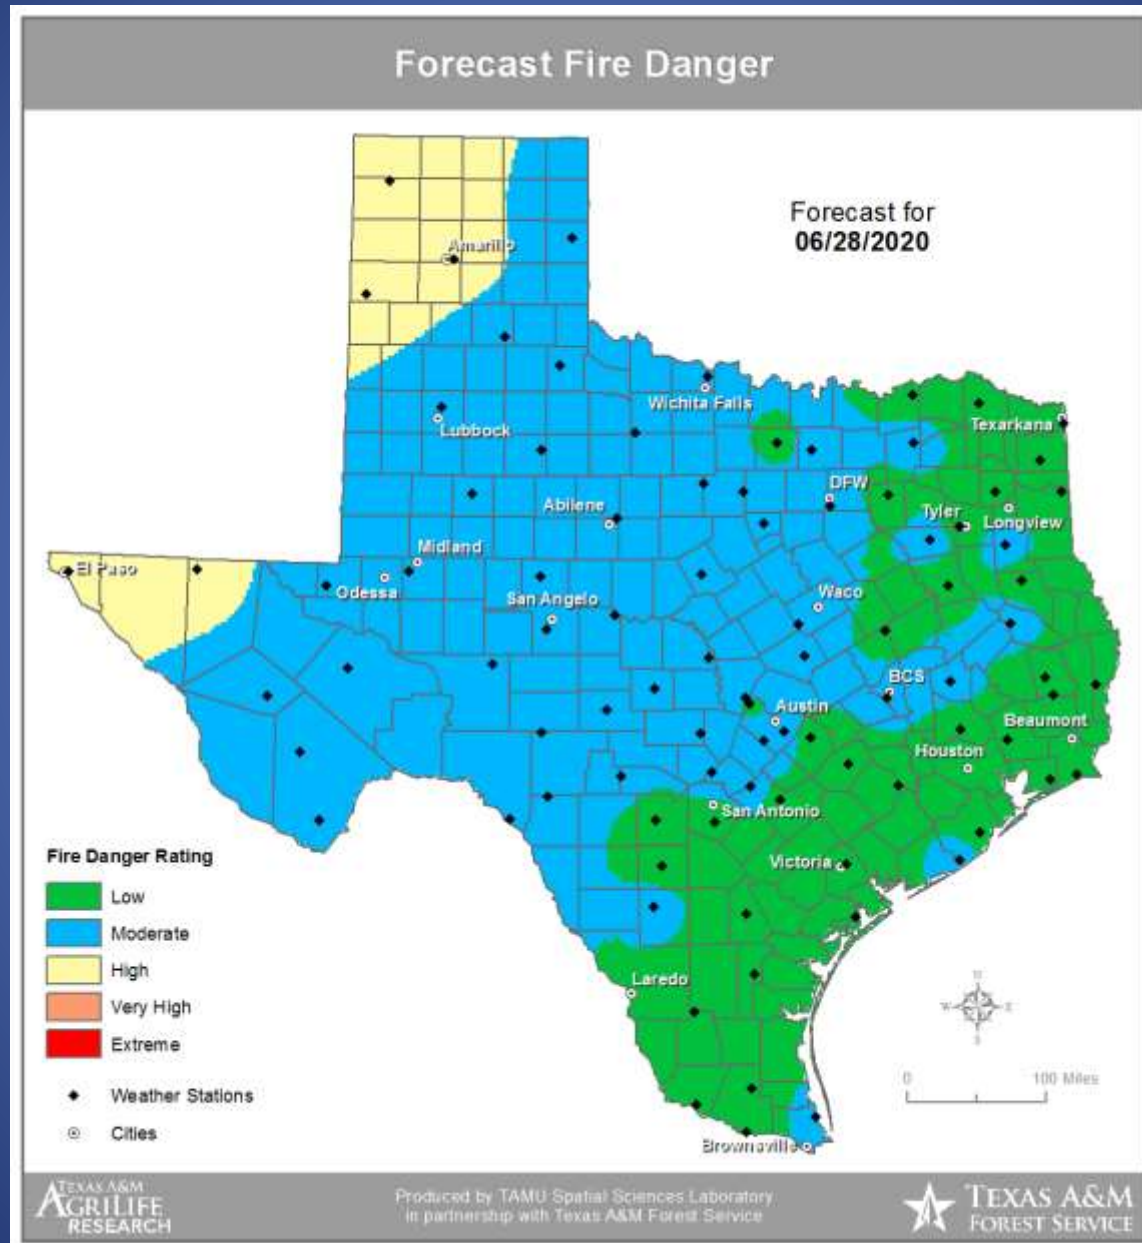 Forecast Fire Danger
Forecast for
06/28/2020
Amarillo
Wichita Falls
Lubbock
Texarkana
DFW
Abilene
Tyler
Longview
Midland
El Paso
Odessa
San Angelo
Waco
BCS
Austin
Beaumont
Houston
San Antonio
Victoria
Laredo
Brownsville
Fire Danger Rating
Low
Moderate
High
Very High
Extreme
Weather Stations
Cities
N
W E
S
0 100 Miles
TEXAS A&M
AGRILIFE
RESEARCH
Produced by TAMU Spatial Sciences Laboratory
in partnership with Texas A&M Forest Service
TEXAS A&M
FOREST SERVICE